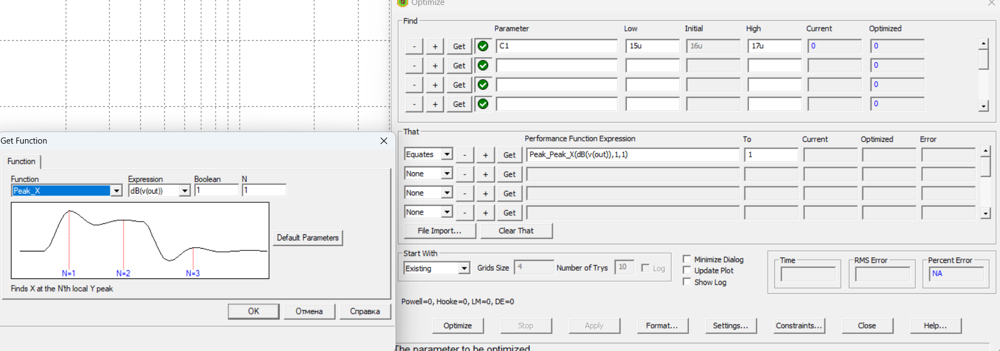 Get Function
Function
Function Expression Boolean N
Peak_X dB(v(out)) 1 1
N=1 N=2 N=3
Default Parameters
Finds X at the N'th local Y peak
OK Отмена Справка
Optimize
Find
Parameter Low Initial High Current Optimized
- + Get C1 15u 16u 17u 0 0
- + Get 0
- + Get 0
- + Get 0
That
Performance Function Expression To Current Optimized Error
Equates - + Get Peak_Peak_X(dB(v(out)),1,1) 1
None - + Get
None - + Get
None - + Get
File Import... Clear That
Start With
Existing Grids Size 4 Number of Trys 10 Log
Minimize Dialog
Update Plot
Show Log
Time RMS Error Percent Error
NA
Powell=0, Hooke=0, LM=0, DE=0
Optimize Stop Apply Format... Settings... Constraints... Close Help...
The parameter to be optimized